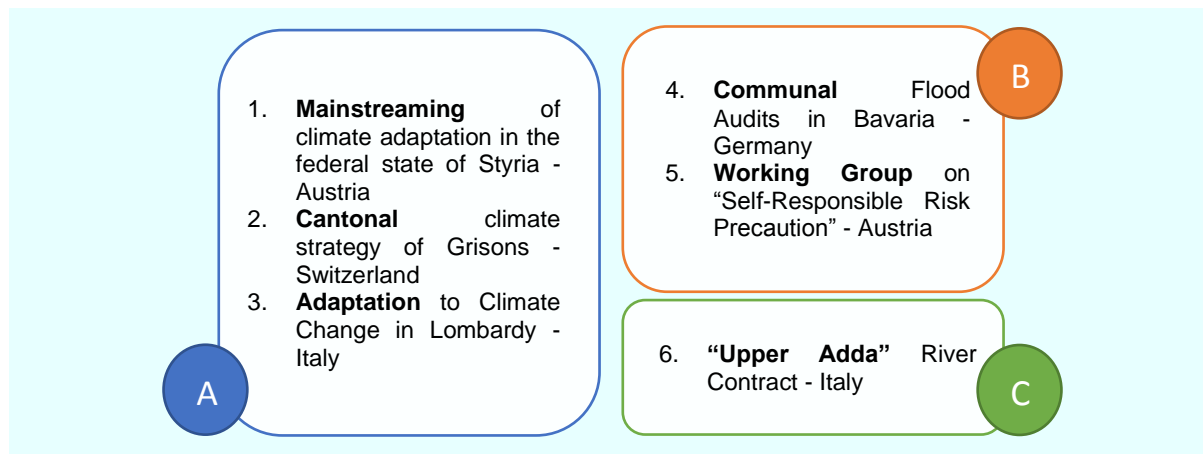 1. Mainstreaming of
climate adaptation in the
federal state of Styria -
Austria
2. Cantonal climate
strategy of Grisons -
Switzerland
3. Adaptation to Climate
Change in Lombardy -
Italy
A
4. Communal Flood
Audits in Bavaria -
Germany
5. Working Group on
“Self-Responsible Risk
Precaution” - Austria
B
6. “Upper Adda” River
Contract - Italy
C